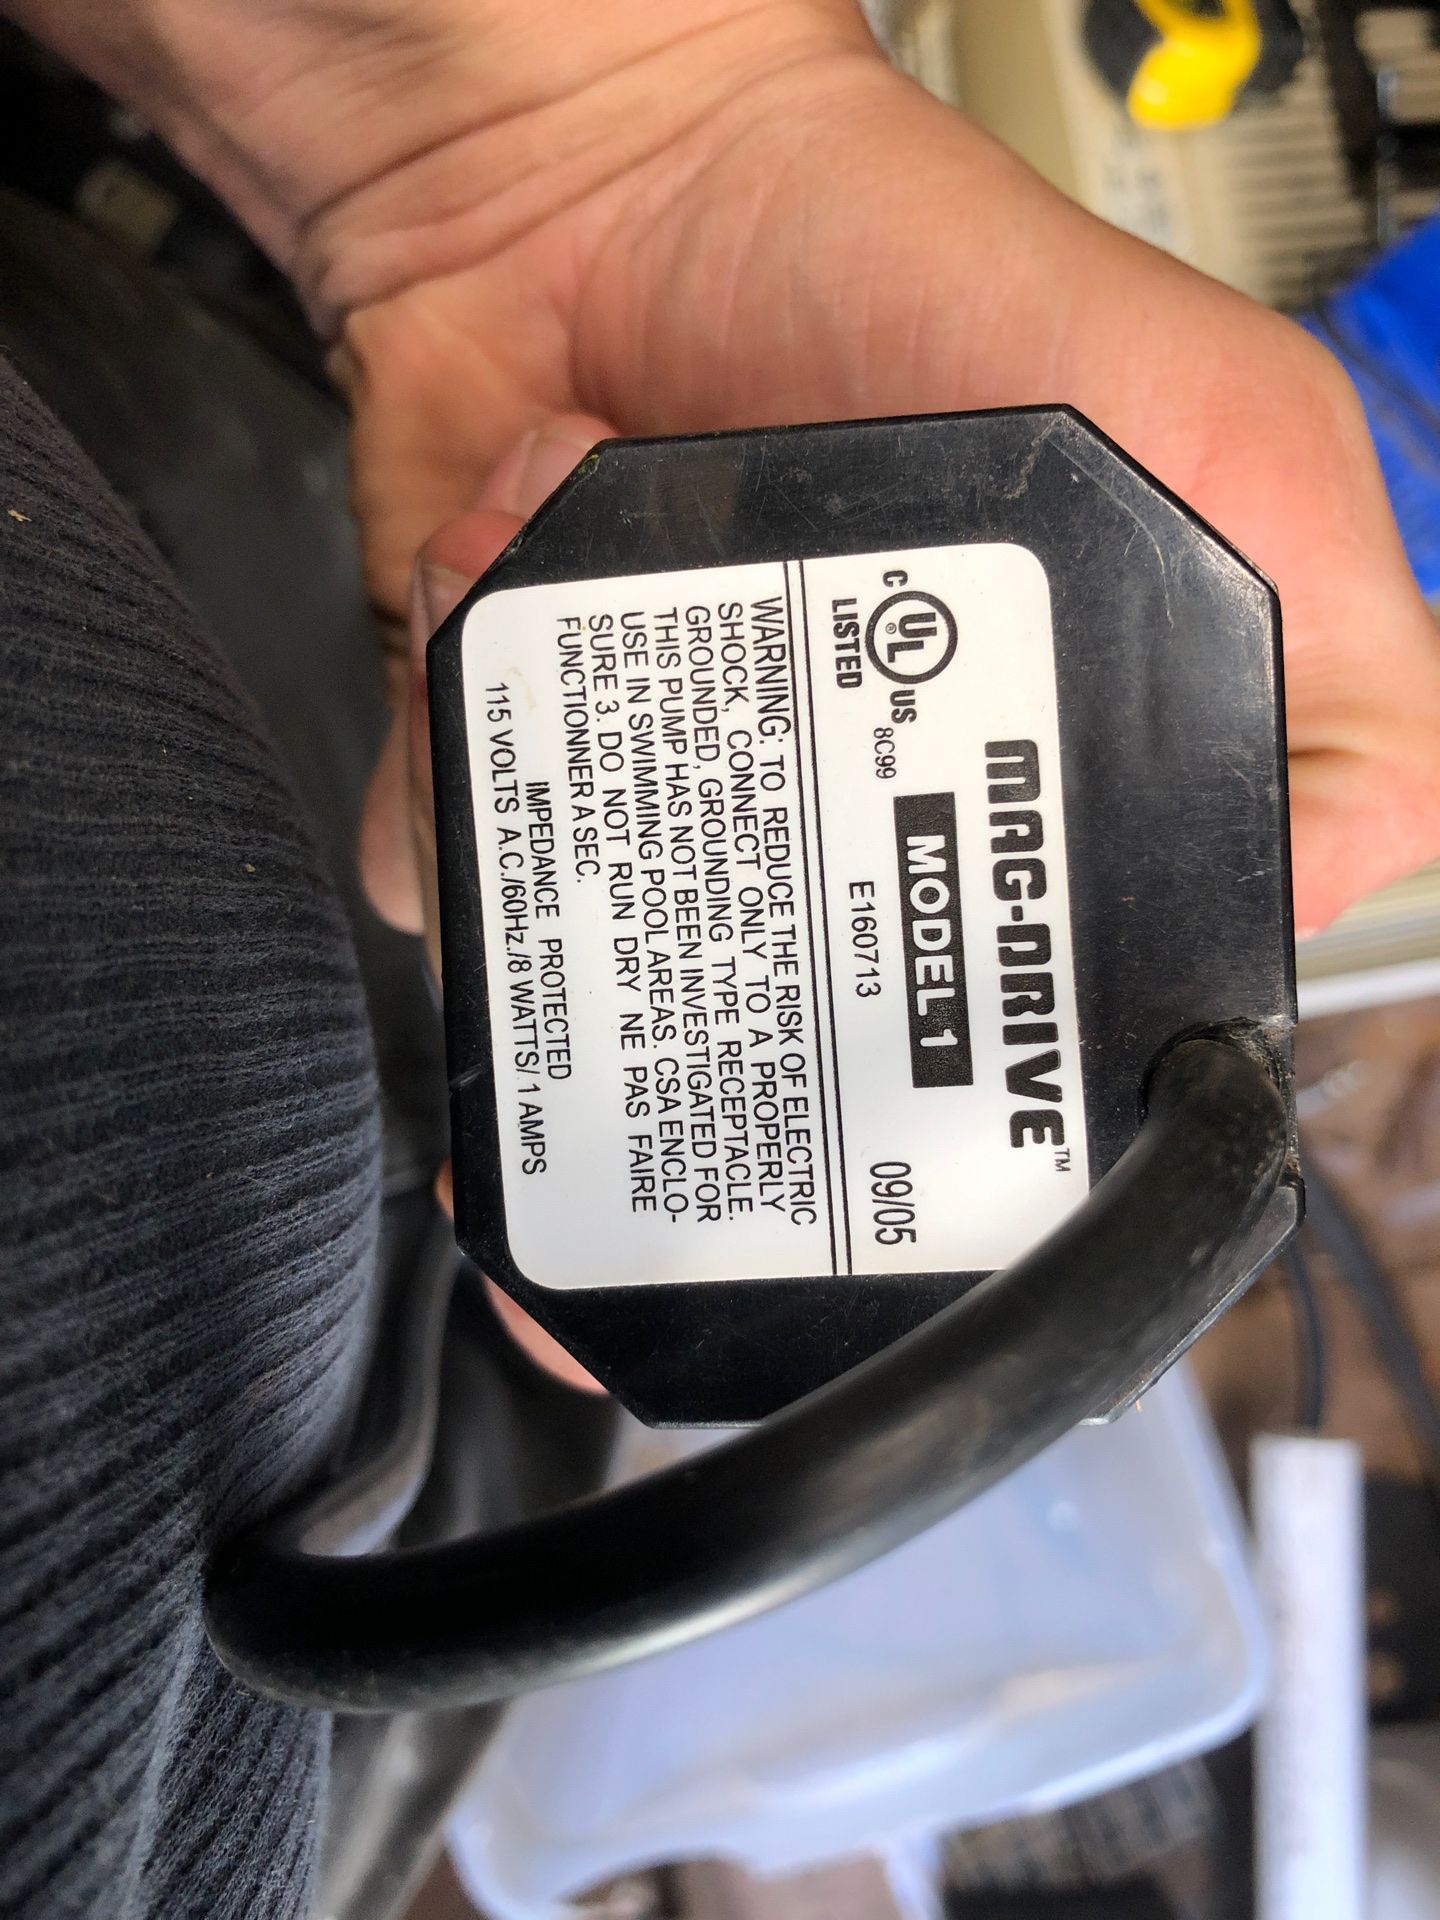 MAG-DRIVE™
MODEL 1
C UL ® US
LISTED
8C99
E160713
09/05
WARNING: TO REDUCE THE RISK OF ELECTRIC
SHOCK, CONNECT ONLY TO A PROPERLY
GROUNDED, GROUNDING TYPE RECEPTACLE.
THIS PUMP HAS NOT BEEN INVESTIGATED FOR
USE IN SWIMMING POOL AREAS. CSA ENCLO-
SURE 3. DO NOT RUN DRY NE PAS FAIRE
FUNCTIONNER A SEC.
IMPEDANCE PROTECTED
115 VOLTS A.C./60Hz./8 WATTS/.1 AMPS